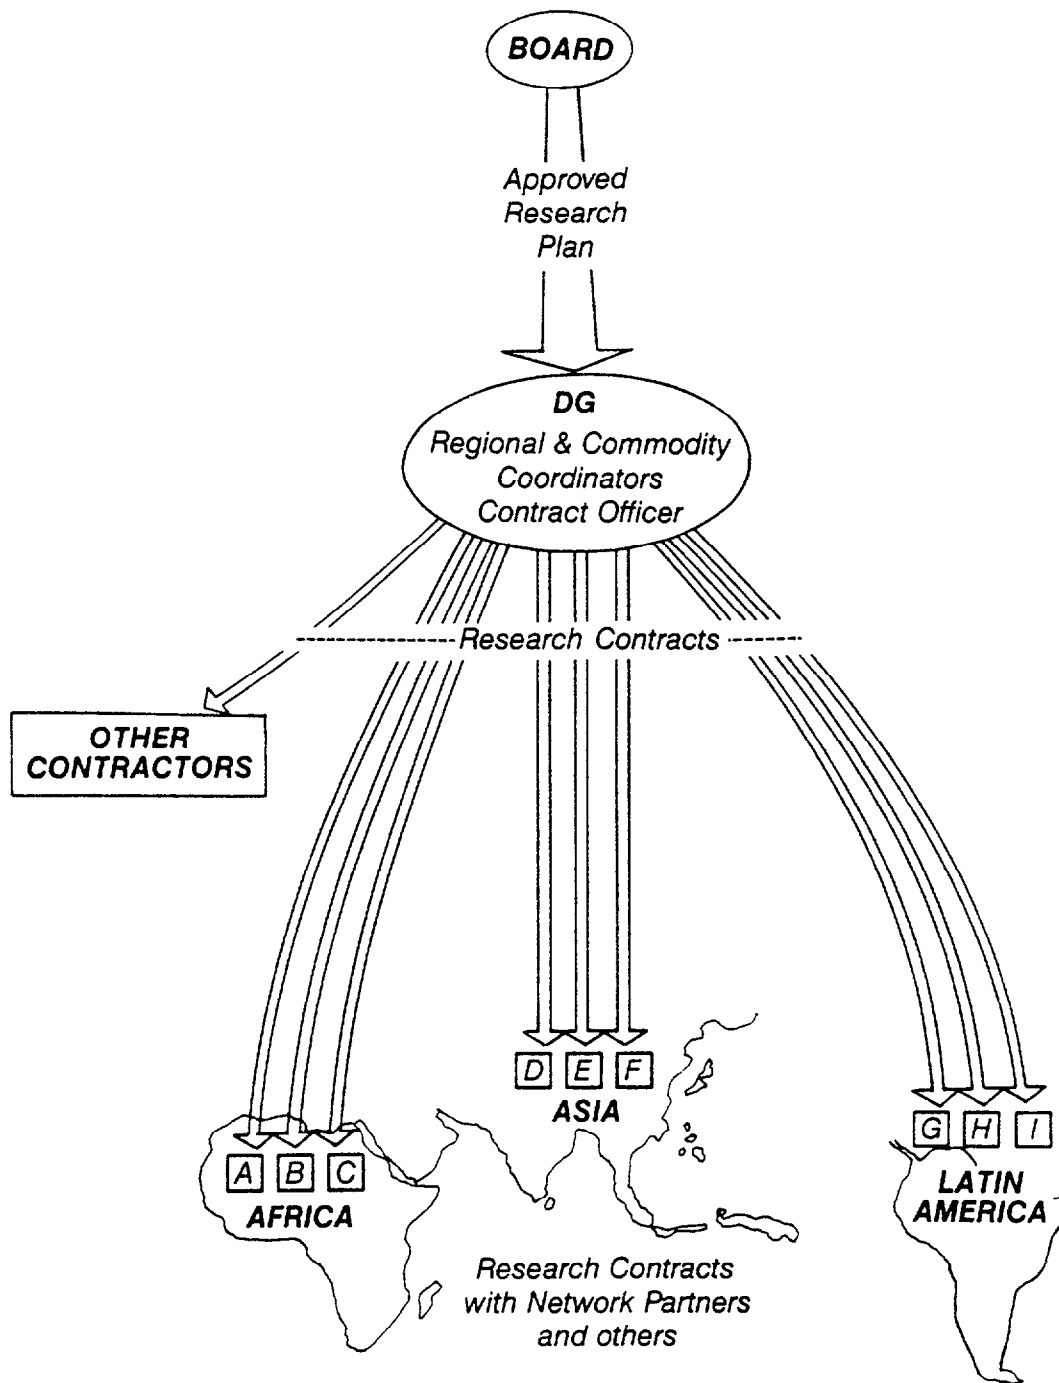 BOARD
Approved
Research
Plan
DG
Regional & Commodity
Coordinators
Contract Officer
Research Contracts
OTHER
CONTRACTORS
D E F
ASIA
G H I
LATIN
AMERICA
A B C
AFRICA
Research Contracts
with Network Partners
and others